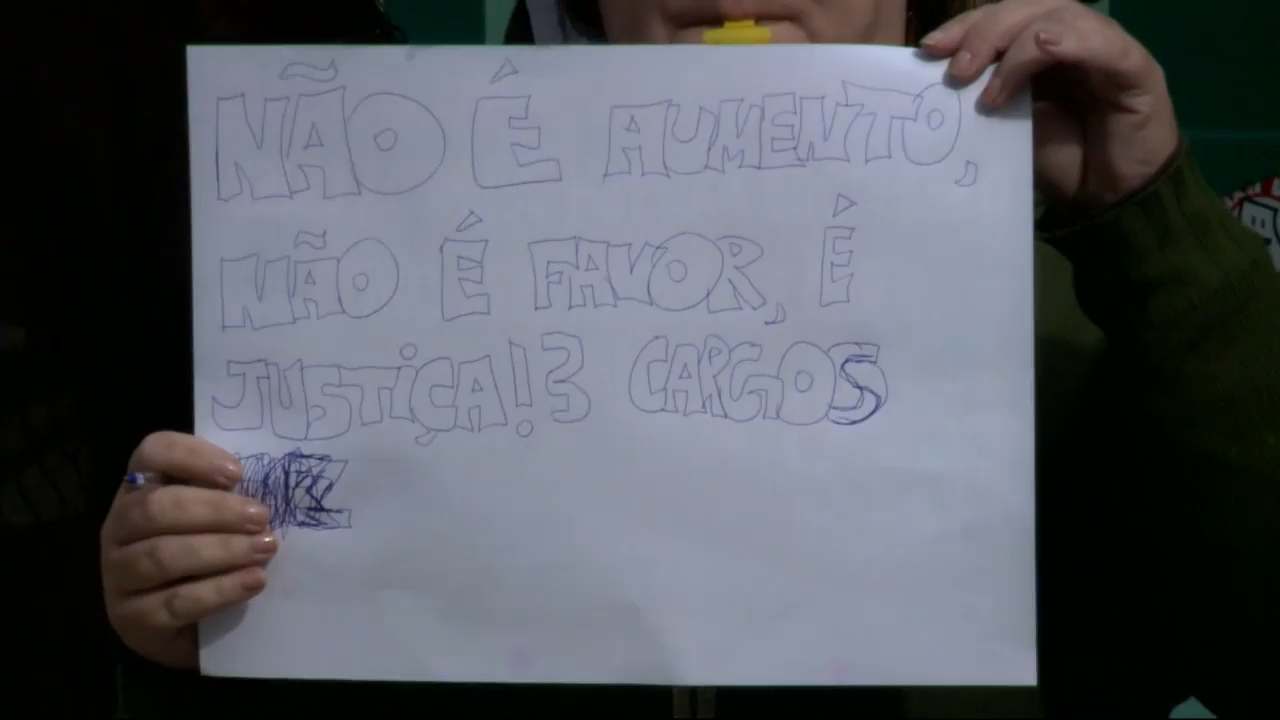 NÃO É AUMENTO,
NÃO É FAVOR, É
JUSTIÇA! 3 CARGOS